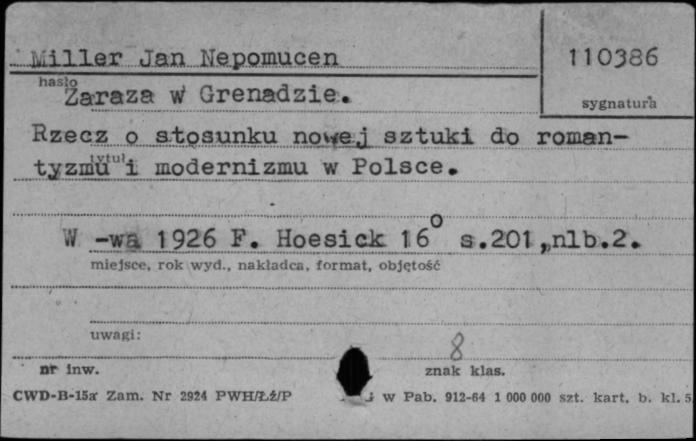 Miller Jan Nepomucen
110386
hasło
Zaraza w Grenadzie.
sygnatura
Rzecz o stosunku nowej sztuki do roman-
tytuł
tyzmu i modernizmu w Polsce.
W -wa 1926 F. Hoesick 16° s.201,,nlb.2.
miejsce, rok wyd., nakładca, format, objętość
uwagi:
8
nr inw.
znak klas.
CWD-B-15a Zam. Nr 2924 PWH/Łź/P w Pab. 912-64 1 000 000 szt. kart. b. kl. 5